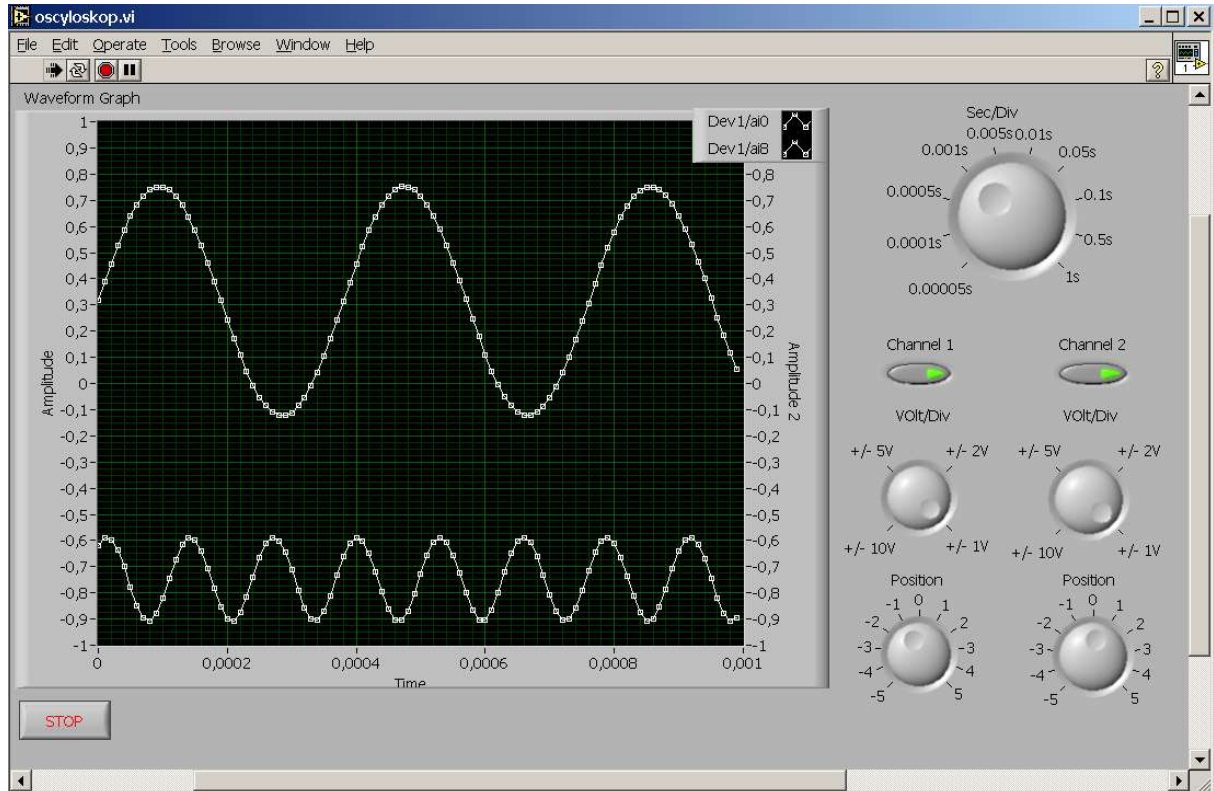 oscyloskop.vi
File Edit Operate Tools Browse Window Help
1
Waveform Graph
Dev1/ai0
Dev1/ai8
Amplitude
1
0,9
0,8
0,7
0,6
0,5
0,4
0,3
0,2
0,1
0
-0,1
-0,2
-0,3
-0,4
-0,5
-0,6
-0,7
-0,8
-0,9
-1
0 0,0002 0,0004 0,0006 0,0008 0,001
Time
-0,8
-0,7
-0,6
-0,5
-0,4
-0,3
-0,2
-0,1
-0
-0,1
-0,2
-0,3
-0,4
-0,5
-0,6
-0,7
-0,8
-0,9
-1
Amplitude 2
Sec/Div
0.005s 0.01s
0.001s 0.05s
0.0005s 0.1s
0.0001s 0.5s
0.00005s 1s
Channel 1 Channel 2
VOlt/Div VOlt/Div
+/- 5V +/- 2V +/- 5V +/- 2V
+/- 10V +/- 1V +/- 10V +/- 1V
Position Position
-1 0 1 -1 0 1
-2 2 -2 2
-3 3 -3 3
-4 4 -4 4
-5 5 -5 5
STOP